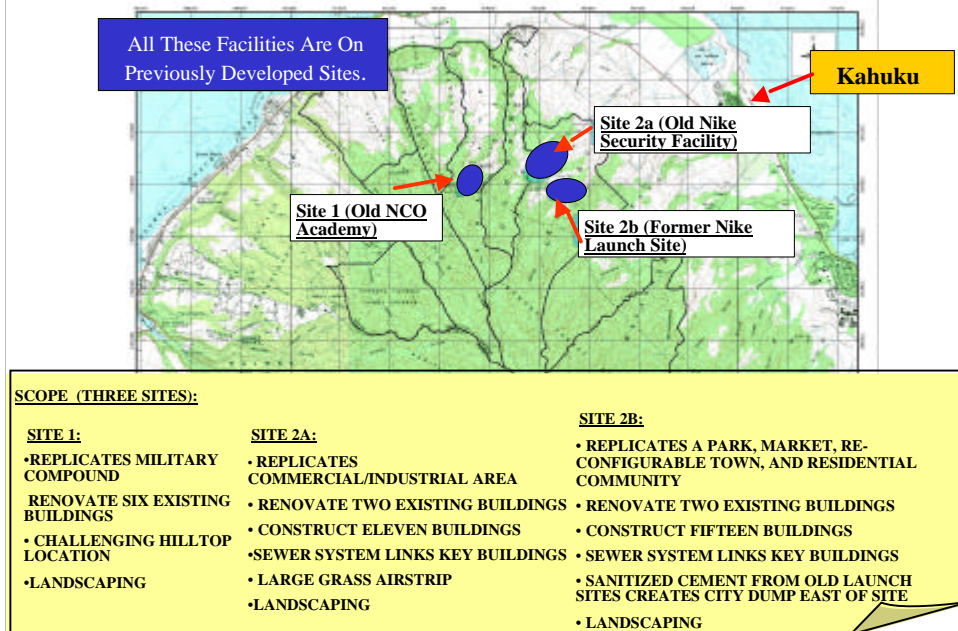 All These Facilities Are On
Previously Developed Sites.
Kahuku
Site 2a (Old Nike
Security Facility)
Site 1 (Old NCO
Academy)
Site 2b (Former Nike
Launch Site)
SCOPE (THREE SITES):
SITE 1:
•REPLICATES MILITARY
COMPOUND
RENOVATE SIX EXISTING
BUILDINGS
• CHALLENGING HILLTOP
LOCATION
•LANDSCAPING
SITE 2A:
• REPLICATES
COMMERCIAL/INDUSTRIAL AREA
• RENOVATE TWO EXISTING BUILDINGS
• CONSTRUCT ELEVEN BUILDINGS
•SEWER SYSTEM LINKS KEY BUILDINGS
• LARGE GRASS AIRSTRIP
•LANDSCAPING
SITE 2B:
• REPLICATES A PARK, MARKET, RE-
CONFIGURABLE TOWN, AND RESIDENTIAL
COMMUNITY
• RENOVATE TWO EXISTING BUILDINGS
• CONSTRUCT FIFTEEN BUILDINGS
• SEWER SYSTEM LINKS KEY BUILDINGS
• SANITIZED CEMENT FROM OLD LAUNCH
SITES CREATES CITY DUMP EAST OF SITE
• LANDSCAPING